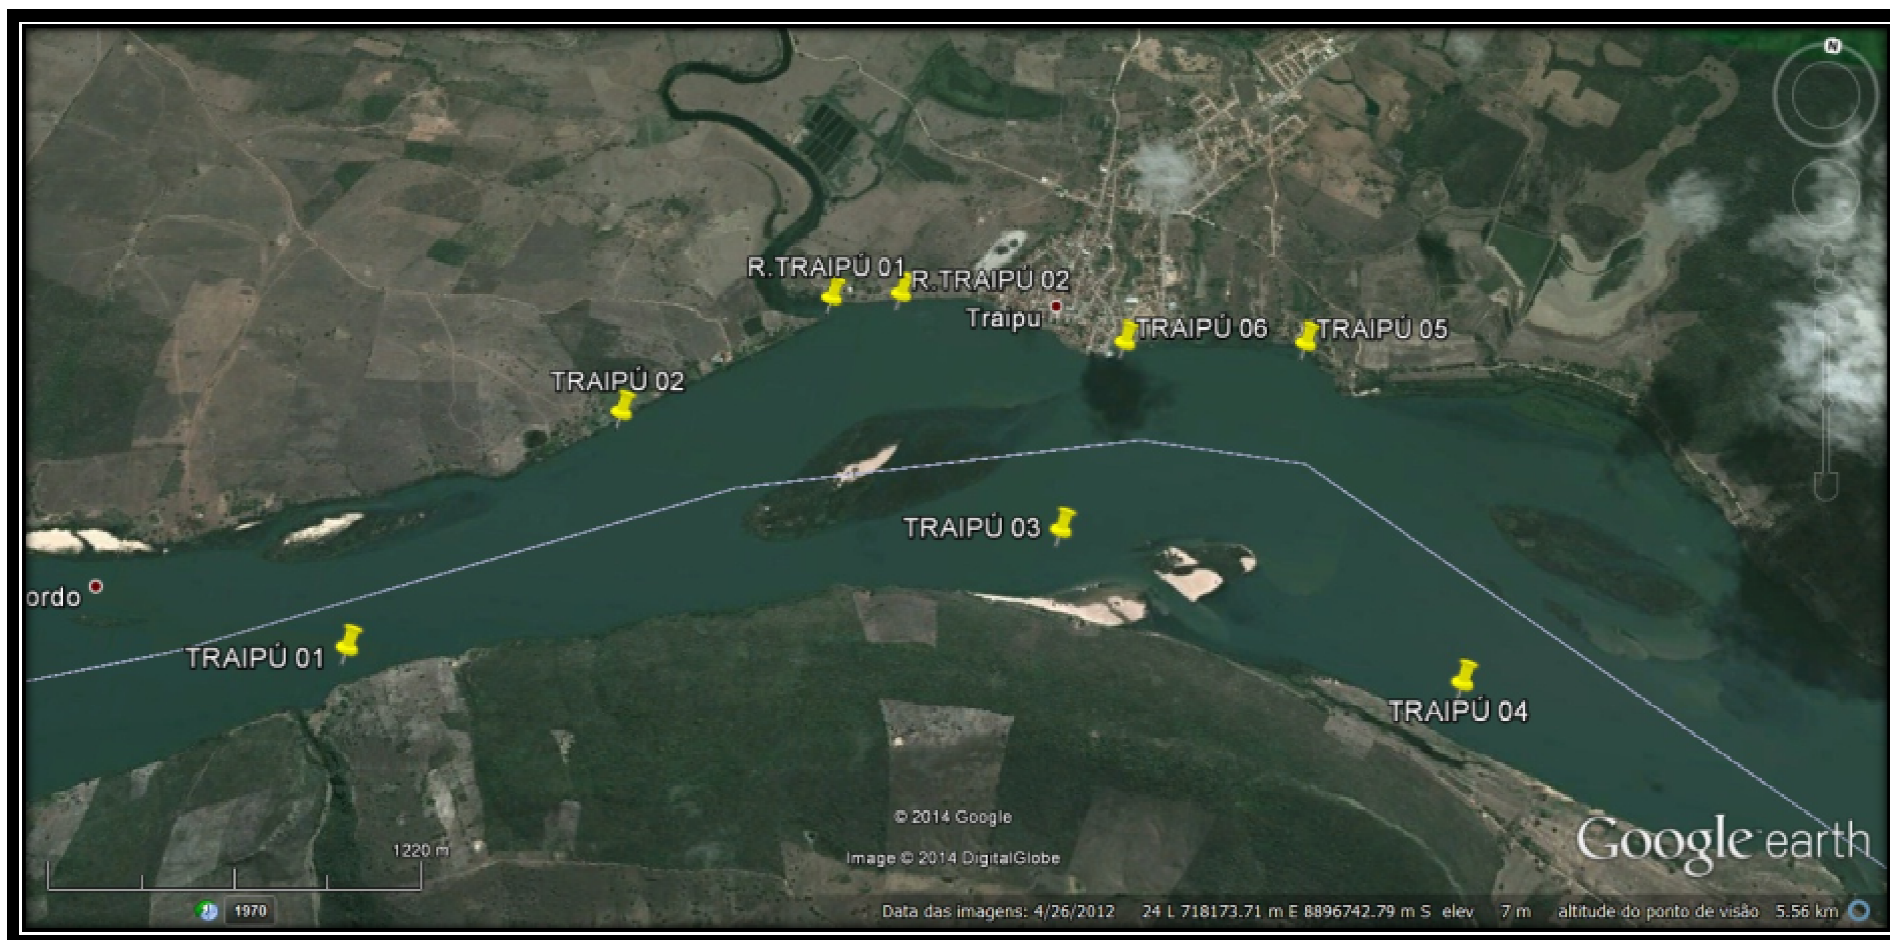 N
R.TRAIPÚ 01
R.TRAIPÚ 02
Traipu
TRAIPÚ 06
TRAIPÚ 05
TRAIPÚ 02
TRAIPÚ 03
ordo
TRAIPÚ 01
TRAIPÚ 04
© 2014 Google
Image © 2014 DigitalGlobe
Google earth
1220 m
1970
Data das imagens: 4/26/2012 24 L 718173.71 m E 8896742.79 m S elev 7 m altitude do ponto de visão 5.56 km